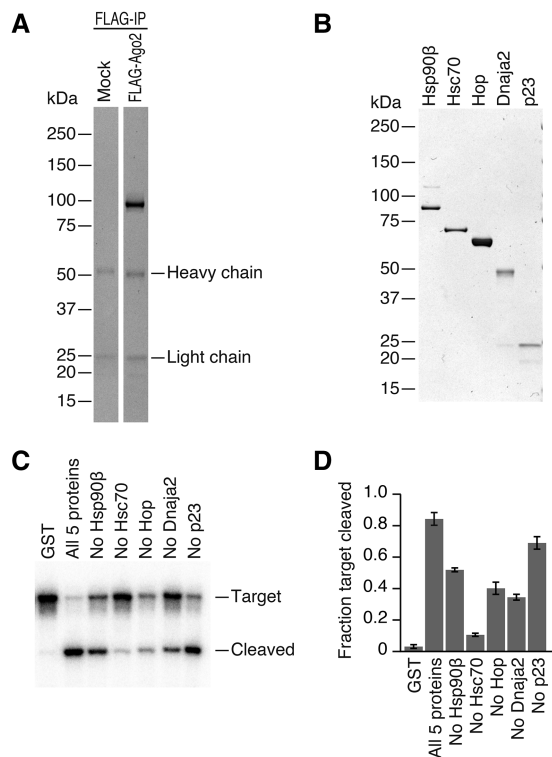 A
FLAG-IP
Mock
FLAG-Ago2
kDa
250
150
100
75
50
37
25
20
15
Heavy chain
Light chain
B
Hsp90β
Hsc70
Hop
Dnaja2
p23
kDa
250
150
100
75
50
37
25
20
15
C
GST
All 5 proteins
No Hsp90β
No Hsc70
No Hop
No Dnaja2
No p23
Target
Cleaved
D
Fraction target cleaved
1.0
0.8
0.6
0.4
0.2
0
GST
All 5 proteins
No Hsp90β
No Hsc70
No Hop
No Dnaja2
No p23